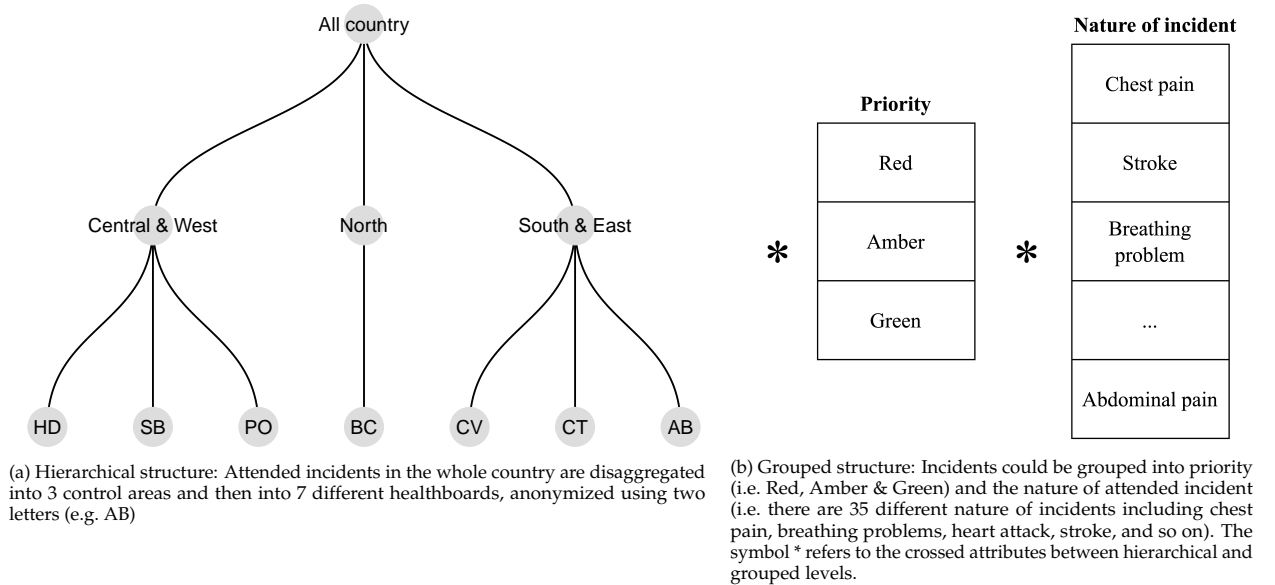 All country
Central & West
North
South & East
HD
SB
PO
BC
CV
CT
AB
(a) Hierarchical structure: Attended incidents in the whole country are disaggregated
into 3 control areas and then into 7 different healthboards, anonymized using two
letters (e.g. AB)
*
Priority
Red
Amber
Green
*
Nature of incident
Chest pain
Stroke
Breathing
problem
...
Abdominal pain
(b) Grouped structure: Incidents could be grouped into priority
(i.e. Red, Amber & Green) and the nature of attended incident
(i.e. there are 35 different nature of incidents including chest
pain, breathing problems, heart attack, stroke, and so on). The
symbol * refers to the crossed attributes between hierarchical and
grouped levels.